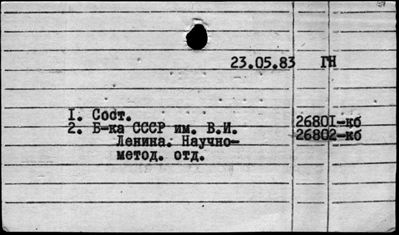 23.05.83 ГН
I. Сост. 26801-кб
2. Б-ка СССР им. В.И. 26802-кб
Ленина. Научно-
метод. отд.